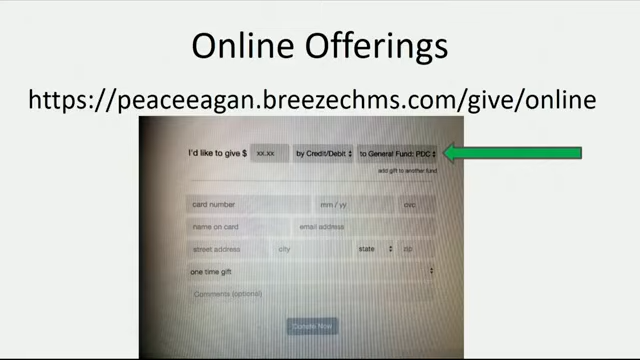 Online Offerings
https://peaceeagan.breezechms.com/give/online
I'd like to give $ xx.xx by Credit/Debit to General Fund: PDC
add gift to another fund
card number mm / yy cvc
name on card email address
street address city state zip
one time gift
Comments (optional)
Donate Now